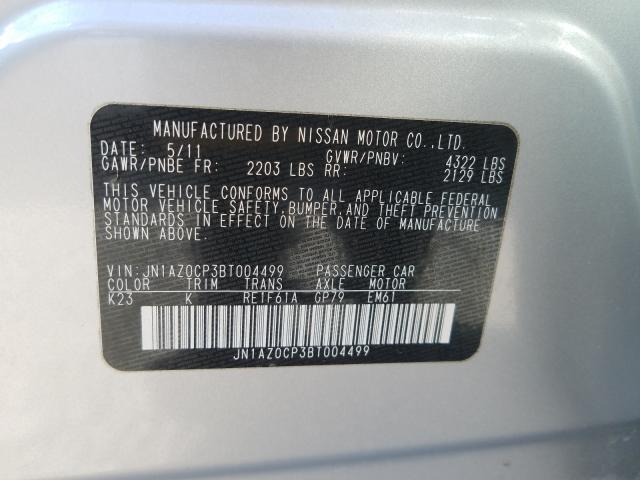 MANUFACTURED BY NISSAN MOTOR CO.,LTD.
DATE: 5/11 GVWR/PNBV: 4322 LBS
GAWR/PNBE FR: 2203 LBS RR: 2129 LBS
THIS VEHICLE CONFORMS TO ALL APPLICABLE FEDERAL
MOTOR VEHICLE SAFETY,BUMPER,AND THEFT PREVENTION
STANDARDS IN EFFECT ON THE DATE OF MANUFACTURE
SHOWN ABOVE.
VIN:JN1AZ0CP3BT004499 PASSENGER CAR
COLOR TRIM TRANS AXLE MOTOR
K23 K RE1F61A GP79 EM61
JN1AZ0CP3BT004499